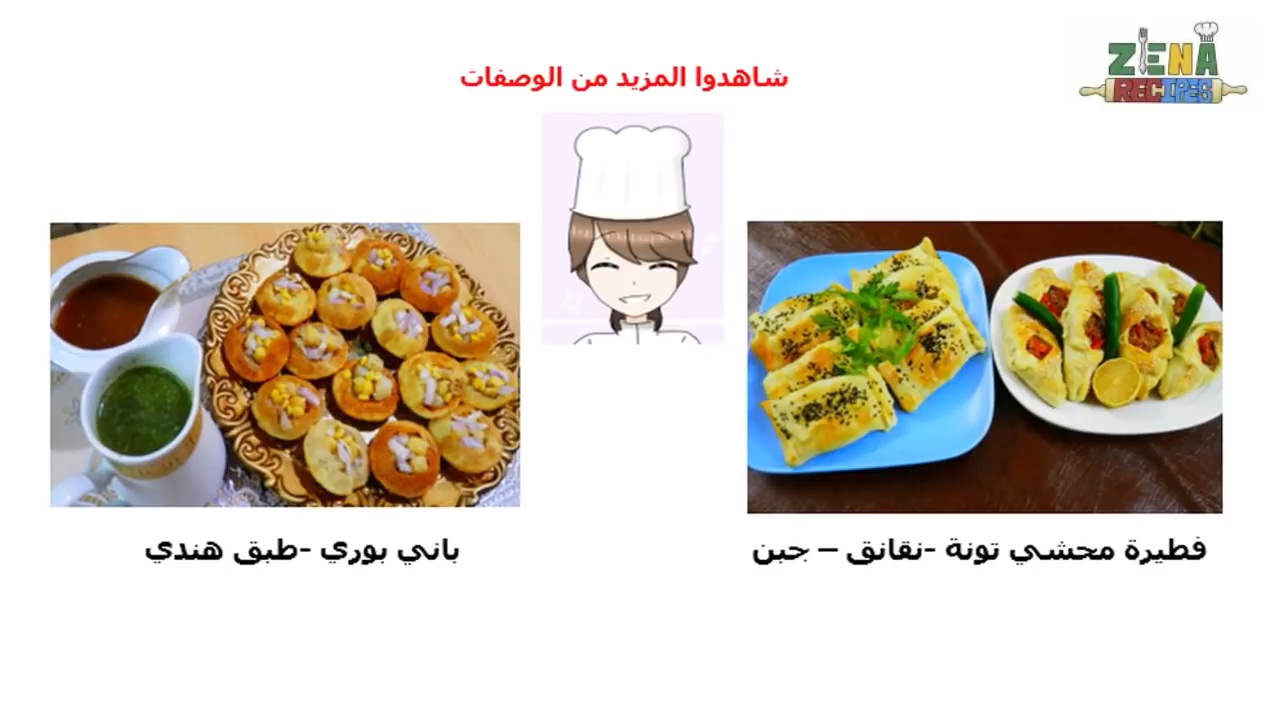 ZENA
RECIPES
شاهدوا المزيد من الوصفات
فطيرة محشي تونة -نقانق – جبن
باني بوري -طبق هندي